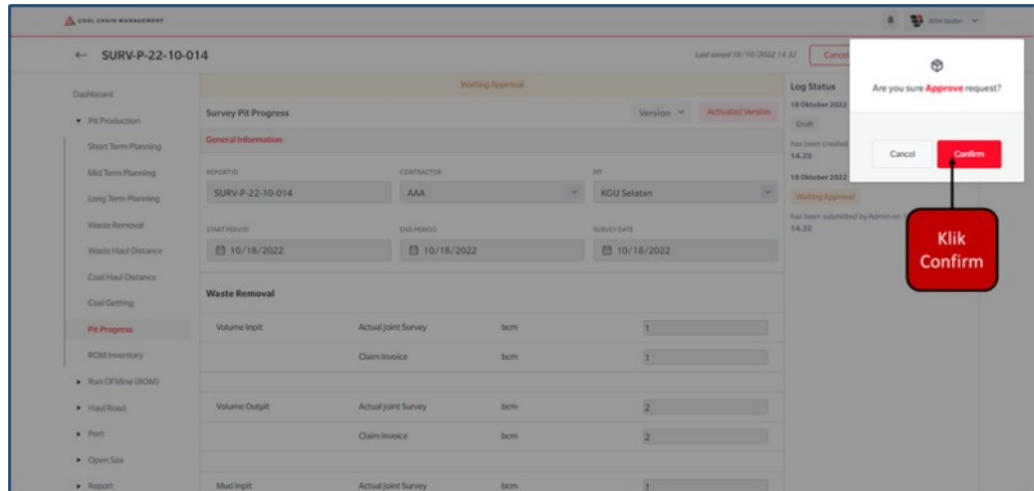 COAL CHAIN MANAGEMENT
SURV-P-22-10-014
Last saved 18/10/2022 14.32
Cancel
Are you sure Approve request?
Cancel
Confirm
Klik
Confirm
Dashboard
Pit Production
Short Term Planning
Mid Term Planning
Long Term Planning
Waste Removal
Waste Haul Distance
Coal Haul Distance
Coal Getting
Pit Progress
ROM Inventory
Run Of Mine (ROM)
Haul Road
Port
Open Sea
Report
Waiting Approval
Survey Pit Progress
Version
Activated Version
General Information
REPORT ID
CONTRACTOR
PIT
SURV-P-22-10-014
AAA
KGU Selatan
START PERIOD
END PERIOD
SURVEY DATE
10/18/2022
10/18/2022
10/18/2022
Waste Removal
Volume Inpit Actual Joint Survey bcm 1
Claim Invoice bcm 1
Volume Outpit Actual Joint Survey bcm 2
Claim Invoice bcm 2
Mud Inpit Actual Joint Survey bcm 1
Log Status
18 Oktober 2022
Draft
has been created
14.29
18 Oktober 2022
Waiting Approval
has been submitted by Admin on
14.32